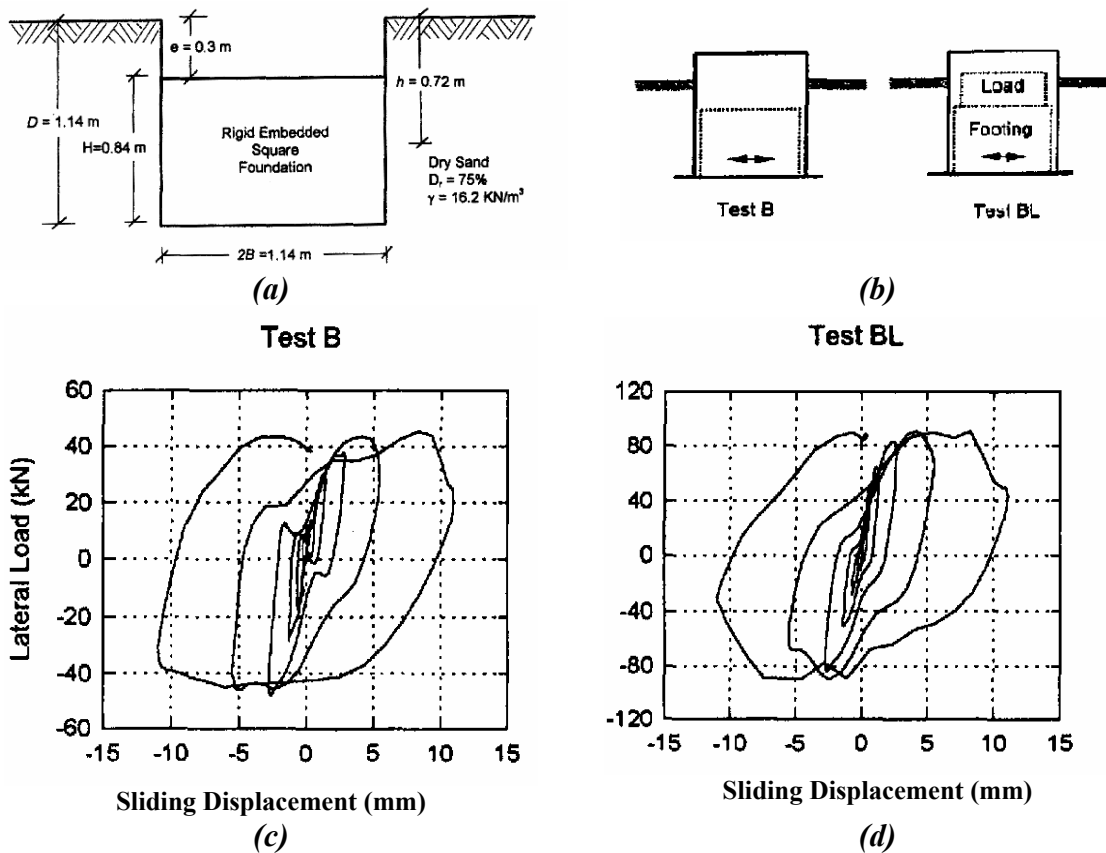 e = 0.3 m
D = 1.14 m
H=0.84 m
h = 0.72 m
Rigid Embedded
Square
Foundation
Dry Sand
Dr = 75%
γ = 16.2 KN/m³
2B =1.14 m
(a)
Load
Footing
Test B
Test BL
(b)
Test B
Lateral Load (kN)
60
40
20
0
-20
-40
-60
-15
-10
-5
0
5
10
15
Sliding Displacement (mm)
(c)
Test BL
120
80
40
0
-40
-80
-120
-15
-10
-5
0
5
10
15
Sliding Displacement (mm)
(d)